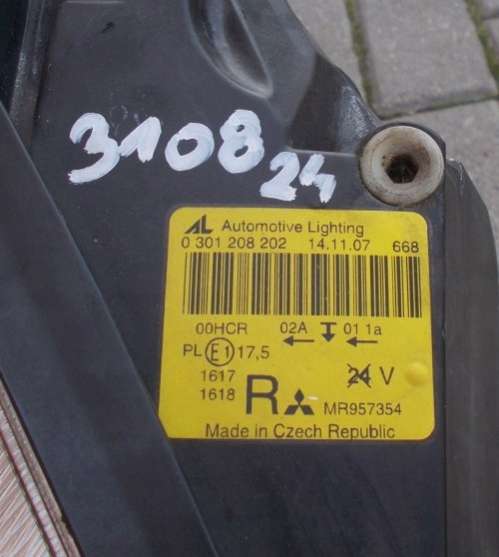 3108
24
AL Automotive Lighting
0 301 208 202 14.11.07 668
00HCR 02A 01 1a
PL E1 17,5
1617 24 V
1618 R MR957354
Made in Czech Republic